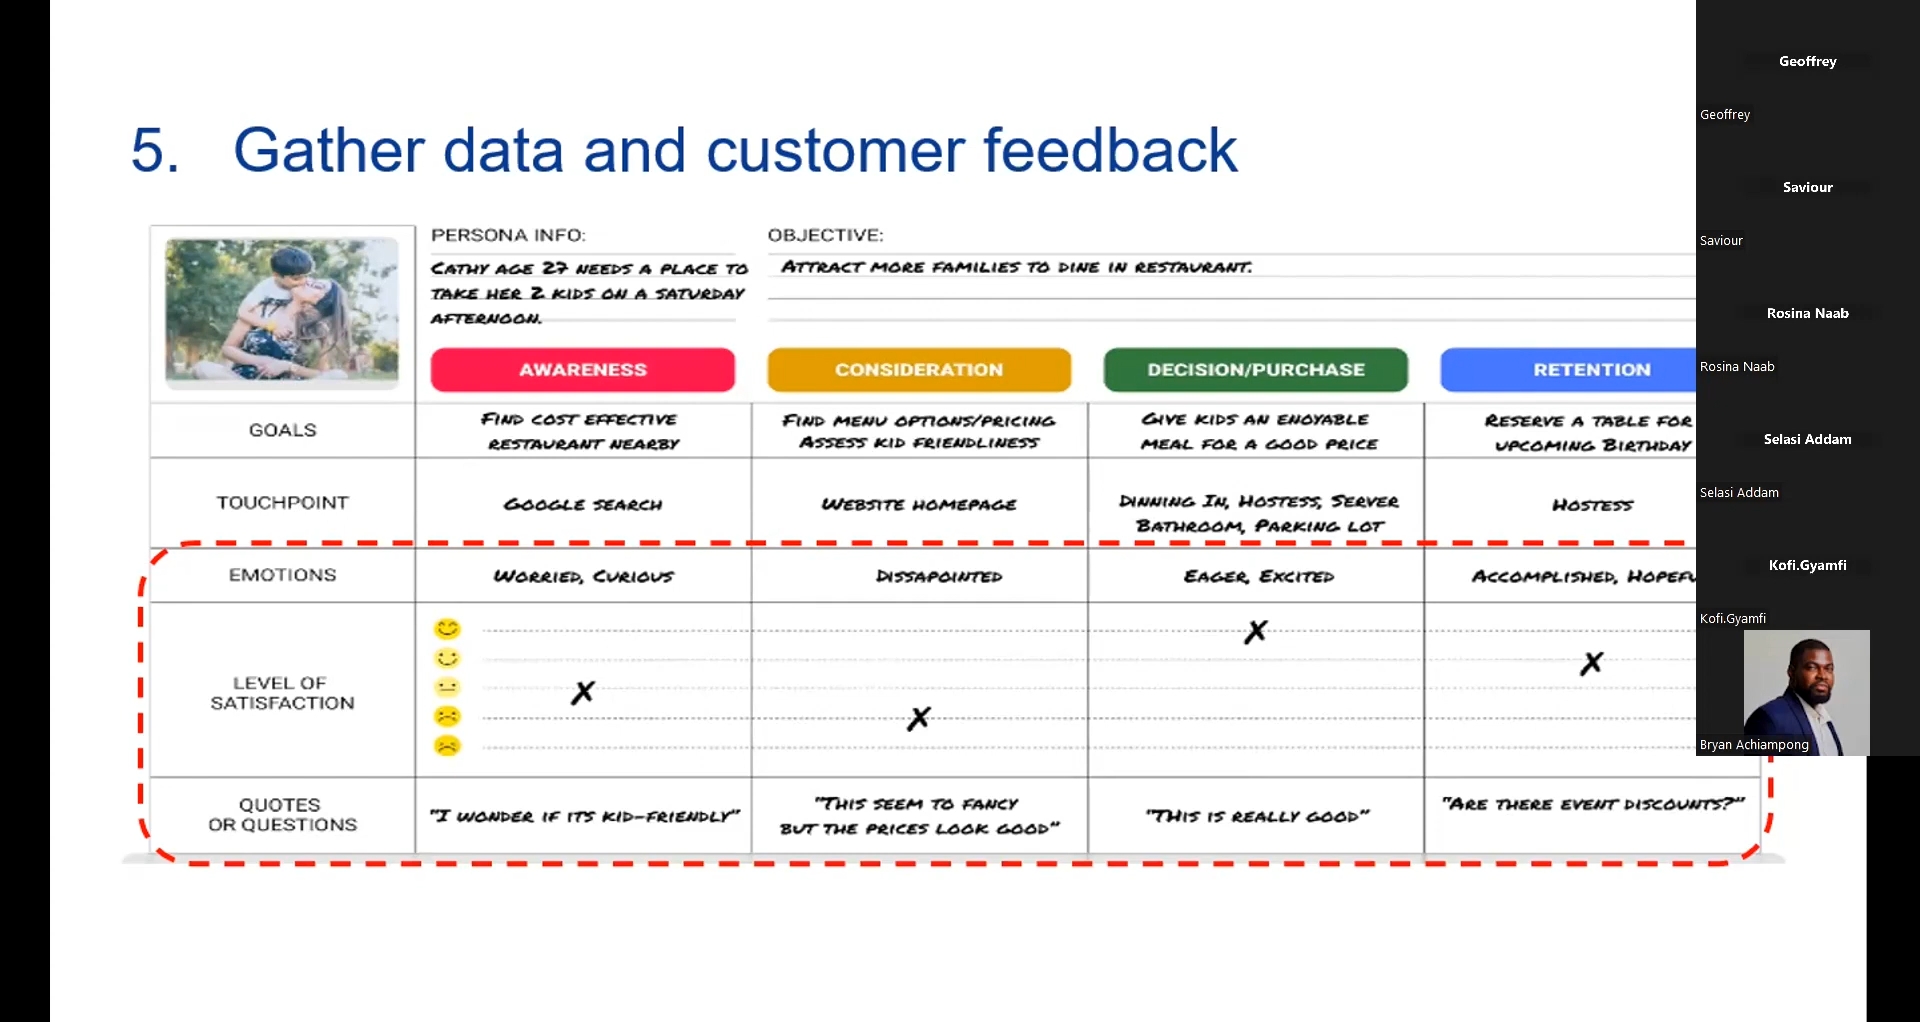 5. Gather data and customer feedback
PERSONA INFO:
CATHY AGE 27 NEEDS A PLACE TO
TAKE HER 2 KIDS ON A SATURDAY
AFTERNOON.
OBJECTIVE:
ATTRACT MORE FAMILIES TO DINE IN RESTAURANT.
AWARENESS
CONSIDERATION
DECISION/PURCHASE
RETENTION
GOALS
FIND COST EFFECTIVE
RESTAURANT NEARBY
FIND MENU OPTIONS/PRICING
ASSESS KID FRIENDLINESS
GIVE KIDS AN ENOYABLE
MEAL FOR A GOOD PRICE
RESERVE A TABLE FOR
UPCOMING BIRTHDAY
TOUCHPOINT
GOOGLE SEARCH
WEBSITE HOMEPAGE
DINNING IN, HOSTESS, SERVER
BATHROOM, PARKING LOT
HOSTESS
EMOTIONS
WORRIED, CURIOUS
DISSAPOINTED
EAGER, EXCITED
ACCOMPLISHED,
LEVEL OF
SATISFACTION
✗
✗
✗
✗
QUOTES
OR QUESTIONS
"I WONDER IF ITS KID-FRIENDLY"
"THIS SEEM TO FANCY
BUT THE PRICES LOOK GOOD"
"THIS IS REALLY GOOD"
"ARE THERE EVENT DISCOUNTS?"
Geoffrey
Geoffrey
Saviour
Saviour
Rosina Naab
Rosina Naab
Selasi Addam
Selasi Addam
Kofi.Gyamfi
Kofi.Gyamfi
Bryan Achiampong